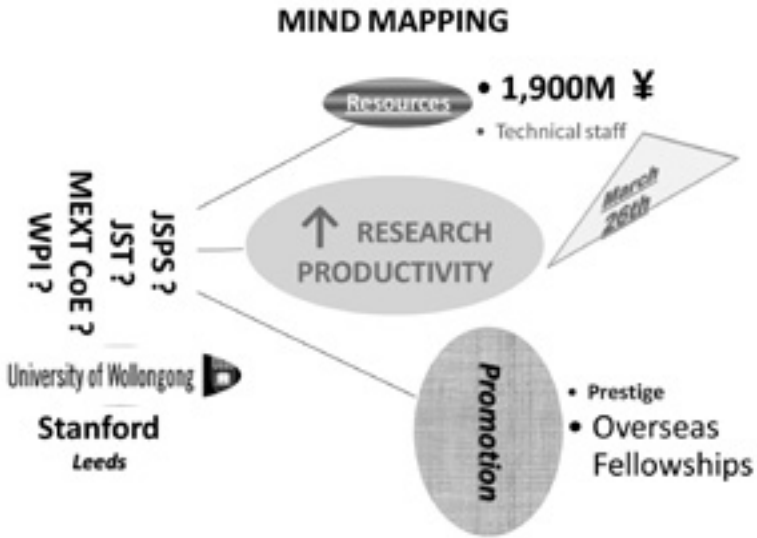 MIND MAPPING
Resources
• 1,900M ¥
• Technical staff
March
26th
↑ RESEARCH
PRODUCTIVITY
WPI ?
MEXT CoE ?
JST ?
JSPS ?
University of Wollongong
Stanford
Leeds
Promotion
• Prestige
• Overseas
Fellowships